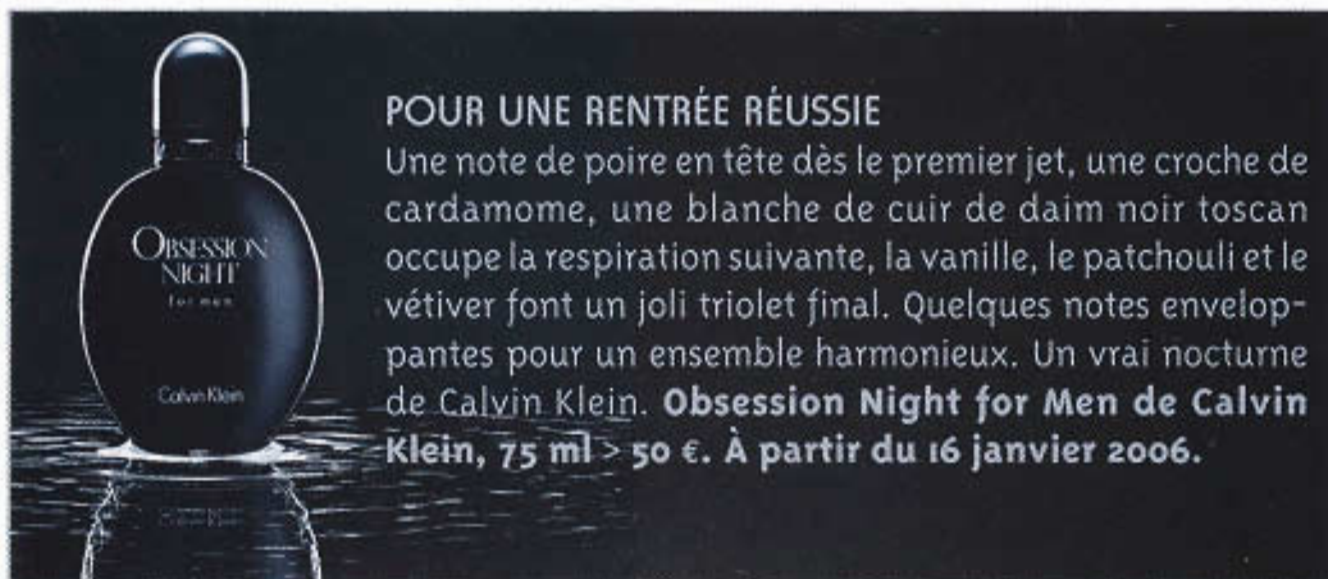 OBSESSION
NIGHT
for men
Calvin Klein
POUR UNE RENTRÉE RÉUSSIE
Une note de poire en tête dès le premier jet, une croche de
cardamome, une blanche de cuir de daim noir toscan
occupe la respiration suivante, la vanille, le patchouli et le
vétiver font un joli triolet final. Quelques notes envelop-
pantes pour un ensemble harmonieux. Un vrai nocturne
de Calvin Klein. Obsession Night for Men de Calvin
Klein, 75 ml > 50 €. À partir du 16 janvier 2006.